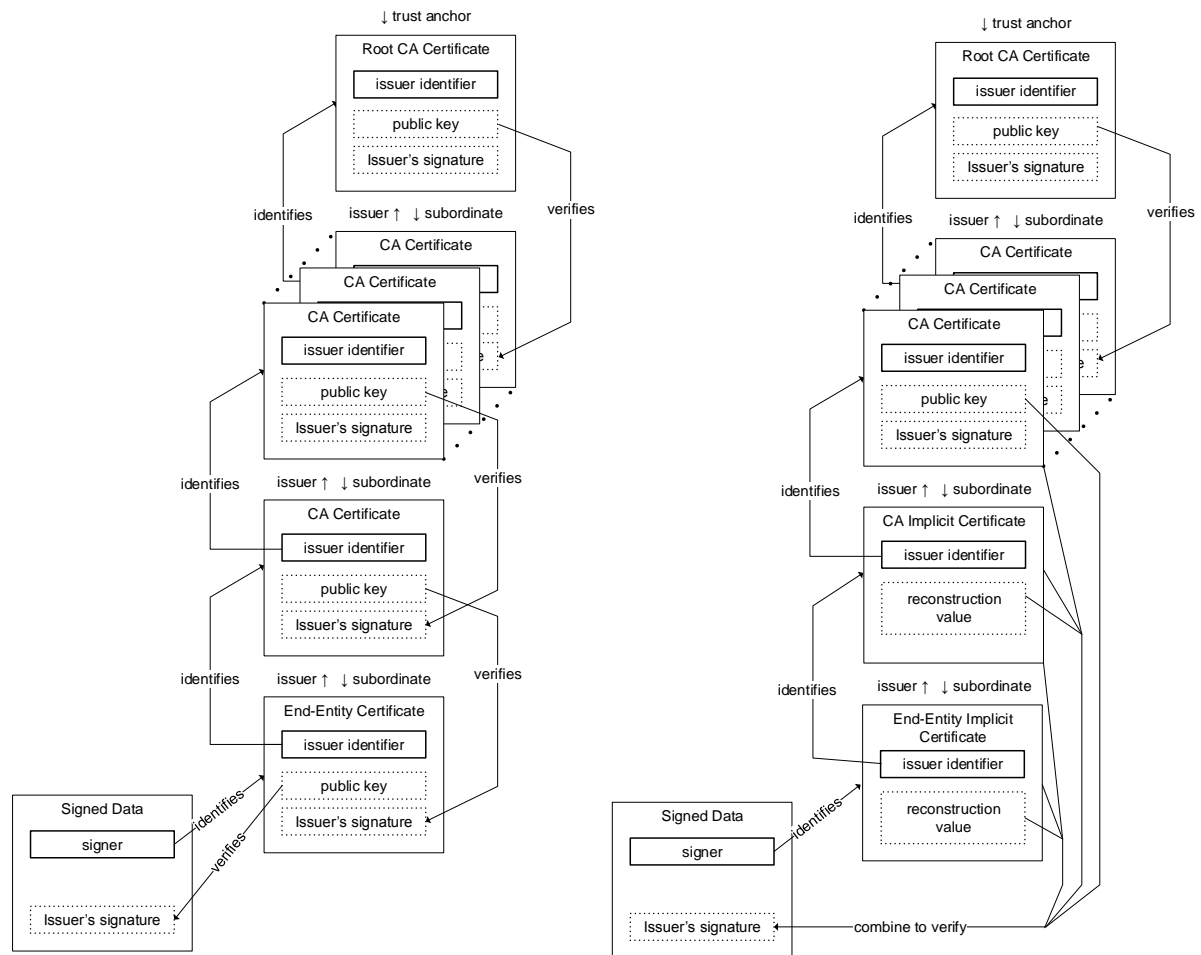 ↓ trust anchor
Root CA Certificate
issuer identifier
public key
Issuer's signature
identifies
verifies
issuer ↑ ↓ subordinate
CA Certificate
CA Certificate
CA Certificate
issuer identifier
e
public key
e
Issuer's signature
identifies
verifies
issuer ↑ ↓ subordinate
CA Certificate
issuer identifier
public key
Issuer's signature
identifies
verifies
issuer ↑ ↓ subordinate
End-Entity Certificate
issuer identifier
public key
Issuer's signature
identifies
verifies
Signed Data
signer
Issuer's signature
↓ trust anchor
Root CA Certificate
issuer identifier
public key
Issuer's signature
identifies
verifies
issuer ↑ ↓ subordinate
CA Certificate
CA Certificate
CA Certificate
issuer identifier
e
public key
e
Issuer's signature
identifies
issuer ↑ ↓ subordinate
CA Implicit Certificate
issuer identifier
reconstruction
value
identifies
issuer ↑ ↓ subordinate
End-Entity Implicit
Certificate
issuer identifier
reconstruction
value
identifies
Signed Data
signer
Issuer's signature
combine to verify